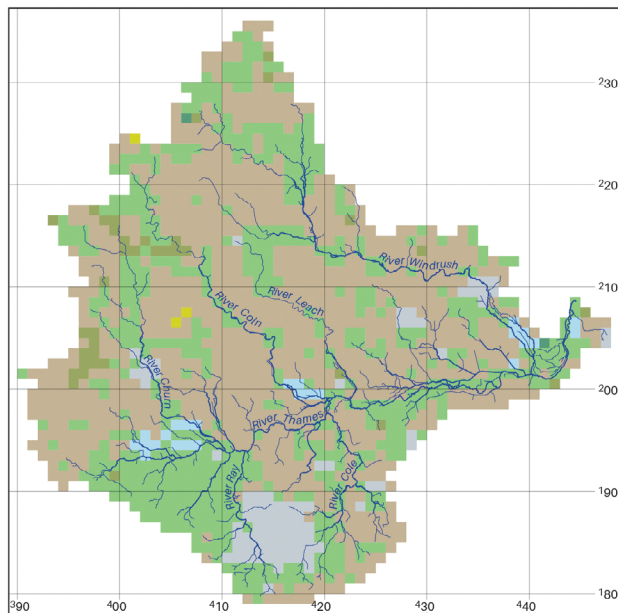 230
220
River Windrush
210
River Leach
River Coln
River Churn
200
River Thames
River Ray
River Cole
190
390
400
410
420
430
440
180